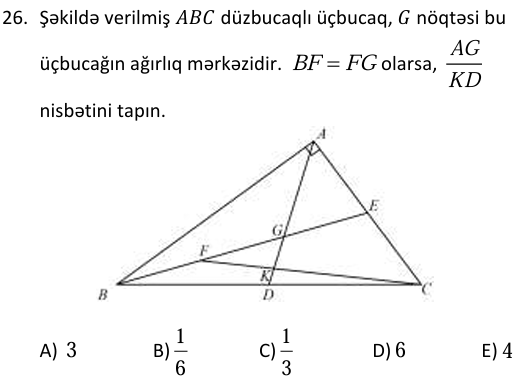 26. Şəkildə verilmiş ABC düzbucaqlı üçbucaq, G nöqtəsi bu
üçbucağın ağırlıq mərkəzidir. BF = FG olarsa, AG/KD
nisbətini tapın.
A
E
G
F
K
B
D
C
A) 3 B) 1/6 C) 1/3 D) 6 E) 4